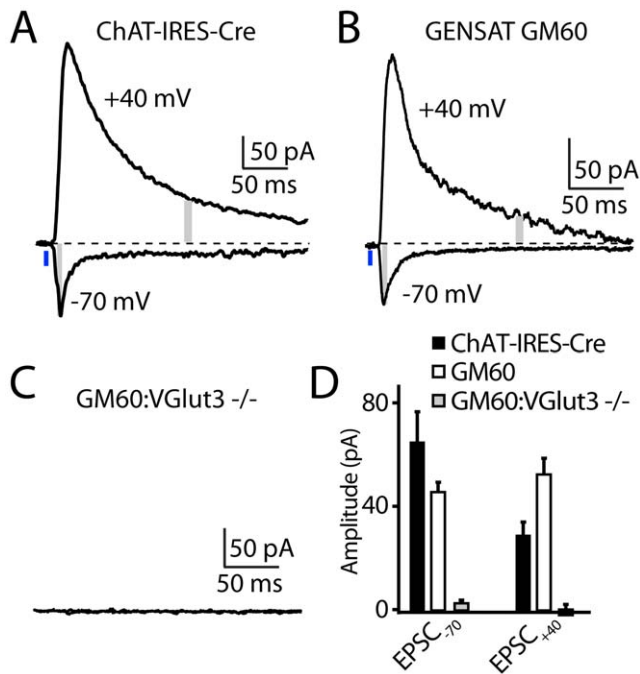 A
ChAT-IRES-Cre
+40 mV
50 pA
50 ms
-70 mV
B
GENSAT GM60
+40 mV
50 pA
50 ms
-70 mV
C
GM60:VGlut3 -/-
50 pA
50 ms
D
ChAT-IRES-Cre
GM60
GM60:VGlut3 -/-
Amplitude (pA)
80
40
0
EPSC-70
EPSC+40